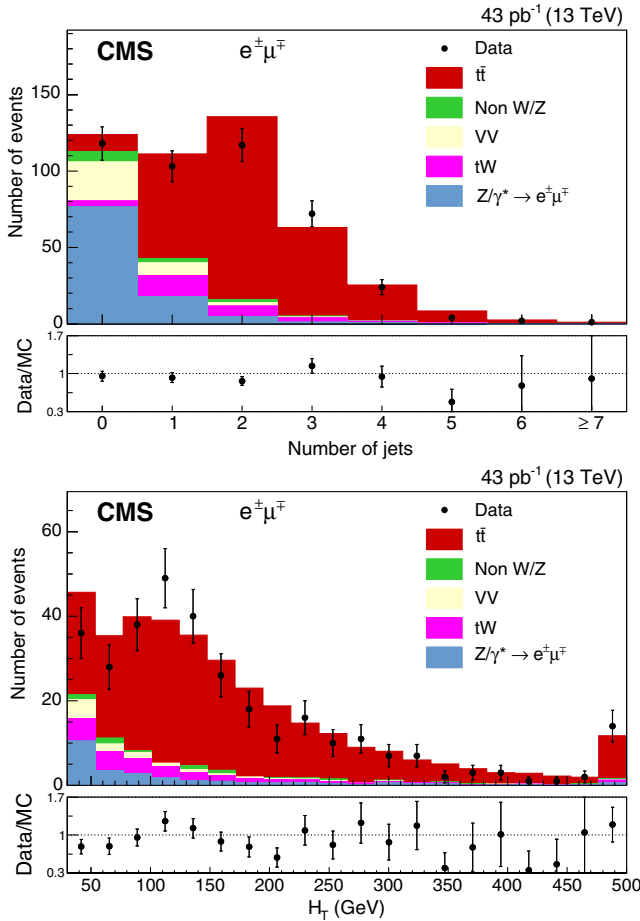 43 pb⁻¹ (13 TeV)
CMS e±μ∓
Data
tt̄
Non W/Z
VV
tW
Z/γ* → e±μ∓
Number of events
150
100
50
0
Data/MC
1.7
1
0.3
0 1 2 3 4 5 6 ≥ 7
Number of jets
43 pb⁻¹ (13 TeV)
CMS e±μ∓
Data
tt̄
Non W/Z
VV
tW
Z/γ* → e±μ∓
Number of events
60
40
20
0
Data/MC
1.7
1
0.3
50 100 150 200 250 300 350 400 450 500
H_T (GeV)